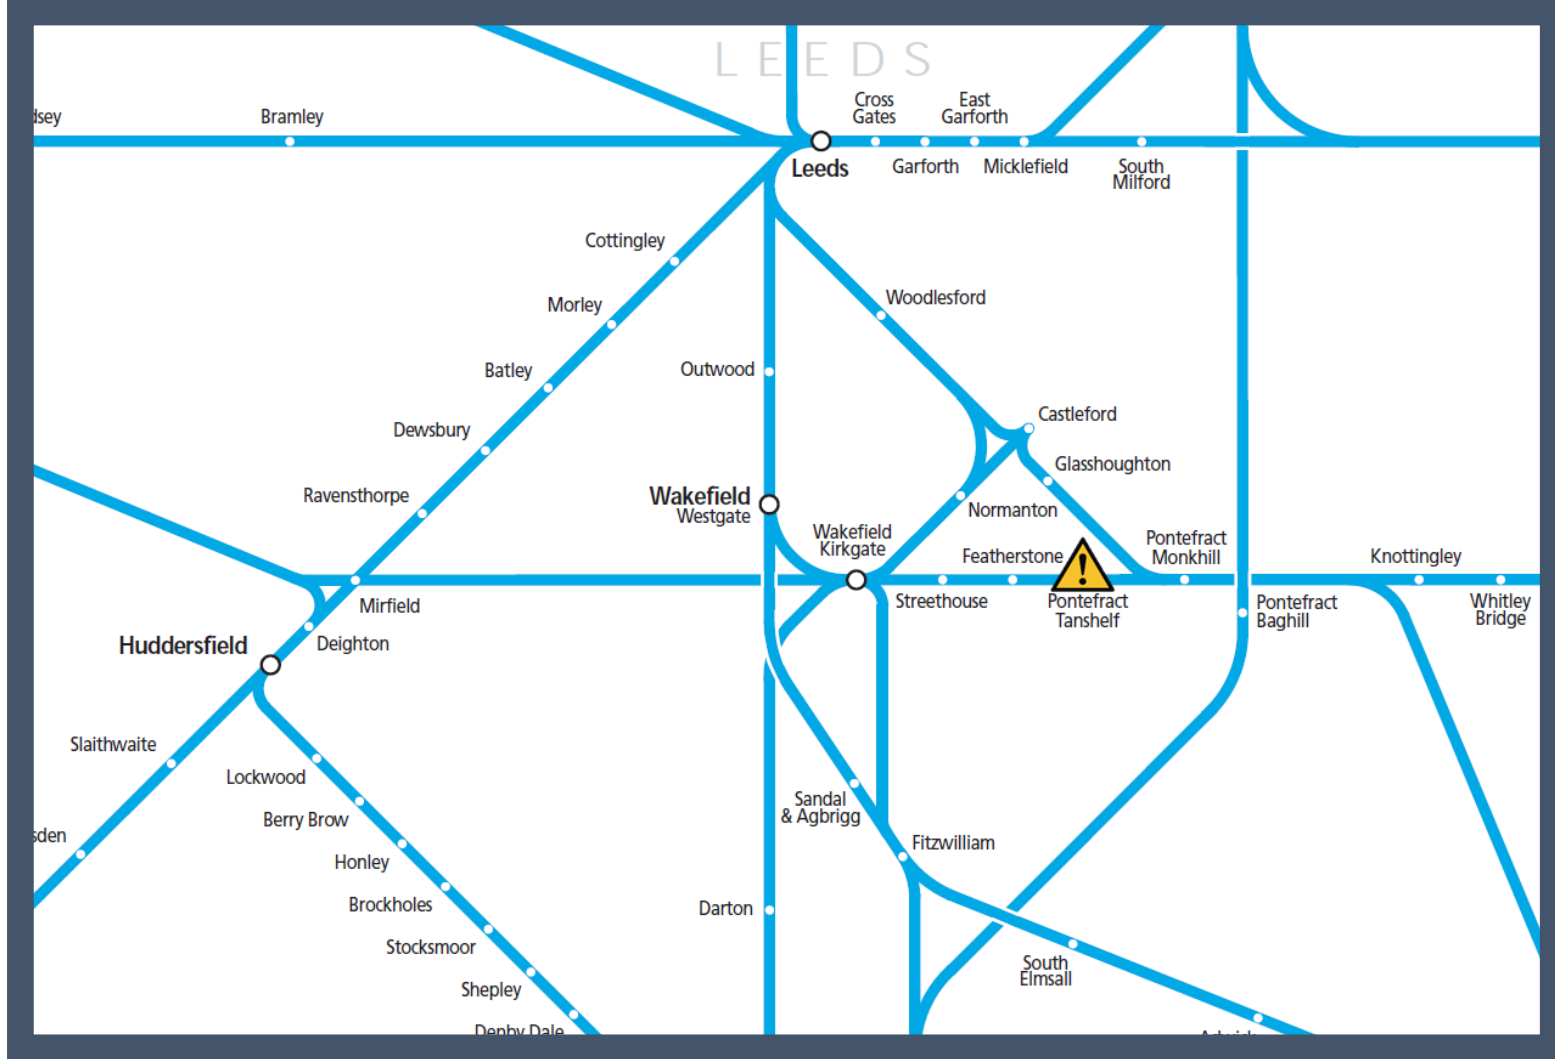 LEEDS
Cross
Gates
East
Garforth
dsey
Bramley
Leeds
Garforth
Micklefield
South
Milford
Cottingley
Woodlesford
Morley
Outwood
Batley
Castleford
Dewsbury
Glasshoughton
Ravensthorpe
Wakefield
Westgate
Normanton
Wakefield
Kirkgate
Featherstone
Pontefract
Monkhill
Knottingley
Mirfield
Streethouse
Pontefract
Tanshelf
Pontefract
Baghill
Whitley
Bridge
Huddersfield
Deighton
Slaithwaite
Lockwood
Sandal
& Agbrigg
Berry Brow
sden
Fitzwilliam
Honley
Brockholes
Darton
Stocksmoor
South
Elmsall
Shepley
Denby Dale